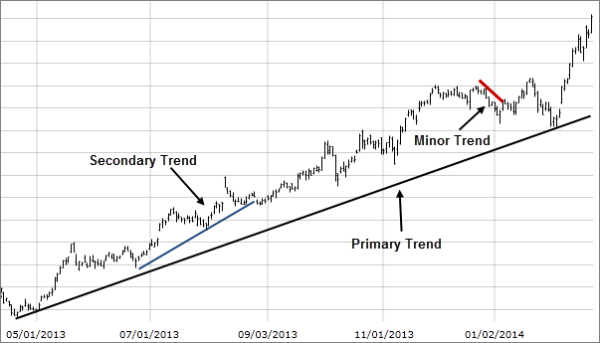 Minor Trend
Secondary Trend
Primary Trend
05/01/2013 07/01/2013 09/03/2013 11/01/2013 01/02/2014